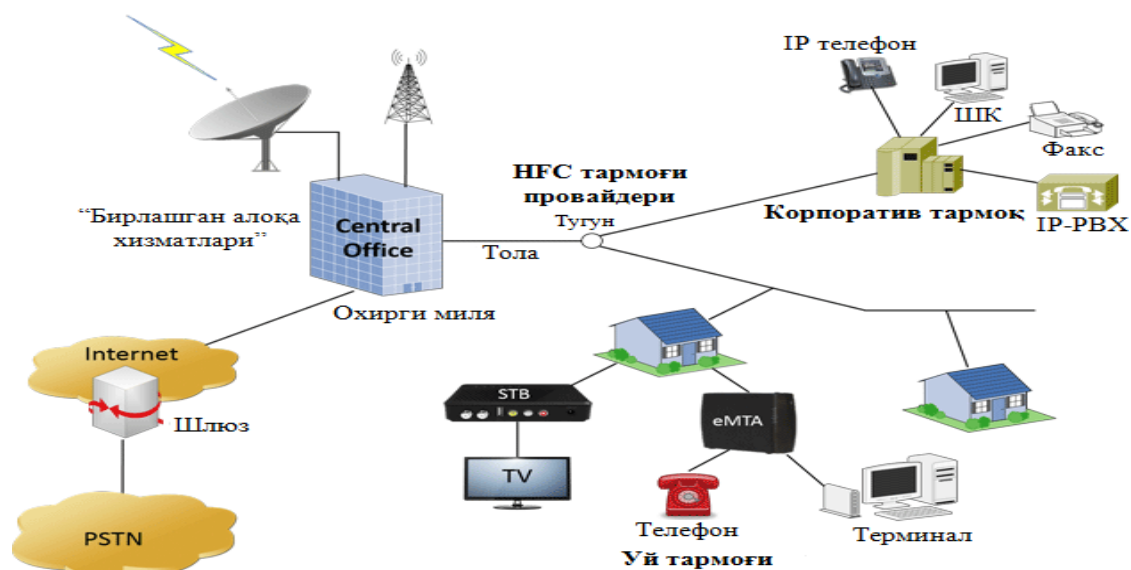 IP телефон
ШК
Факс
HFC тармоғи
провайдери
Тугун
Корпоратив тармоқ
IP-PBX
“Бирлашган алоқа
хизматлари”
Central
Office
Тола
Охирги миля
Internet
Шлюз
PSTN
STB
TV
eMTA
Телефон
Терминал
Уй тармоғи